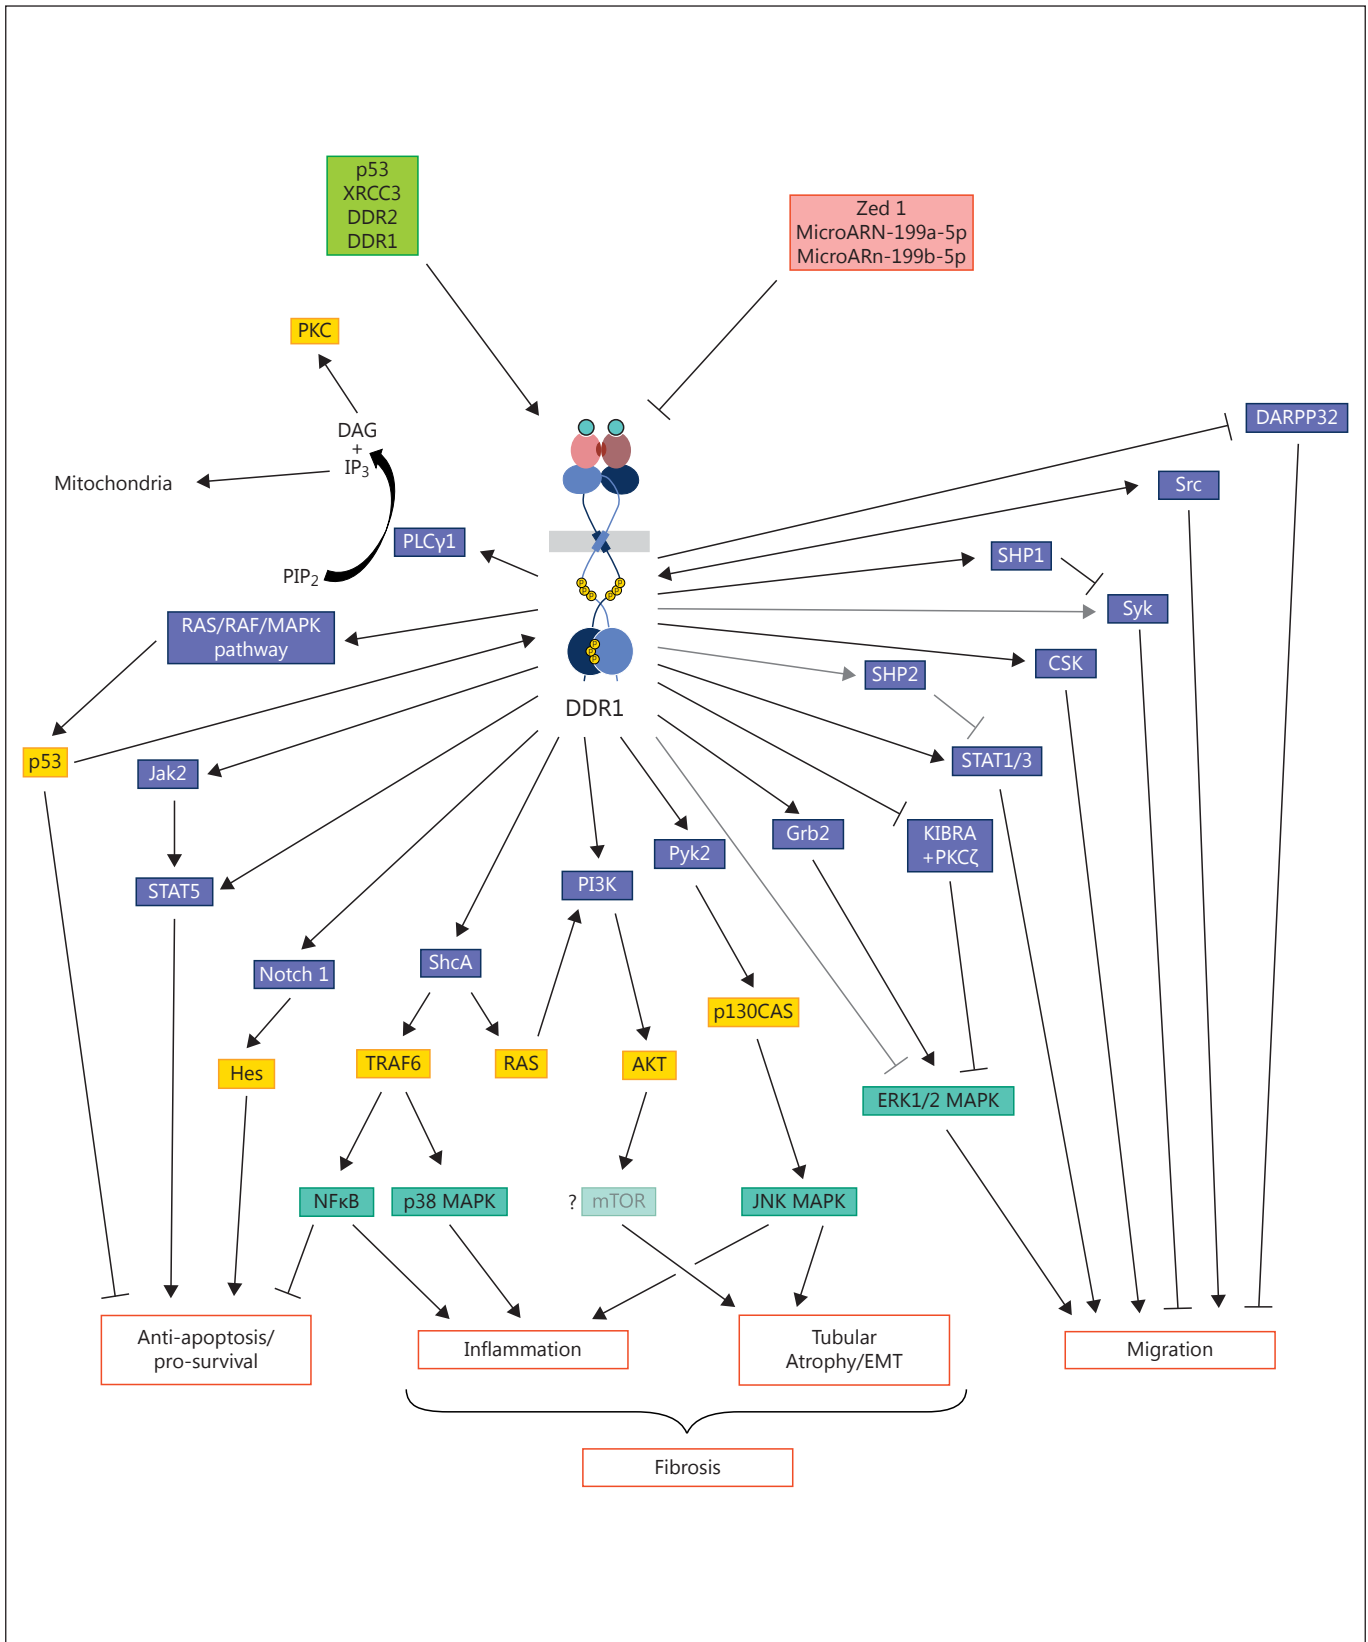 p53
XRCC3
DDR2
DDR1
Zed 1
MicroARN-199a-5p
MicroARn-199b-5p
PKC
DAG
+
IP3
Mitochondria
PLCγ1
PIP2
RAS/RAF/MAPK
pathway
DARPP32
Src
SHP1
Syk
CSK
SHP2
P
P
P
P
P
P
P
P
P
DDR1
p53
Jak2
STAT1/3
STAT5
Grb2
KIBRA
+PKCζ
Pyk2
PI3K
Notch 1
ShcA
p130CAS
Hes
TRAF6
RAS
AKT
ERK1/2 MAPK
NFκB
p38 MAPK
? mTOR
JNK MAPK
Anti-apoptosis/
pro-survival
Inflammation
Tubular
Atrophy/EMT
Migration
Fibrosis